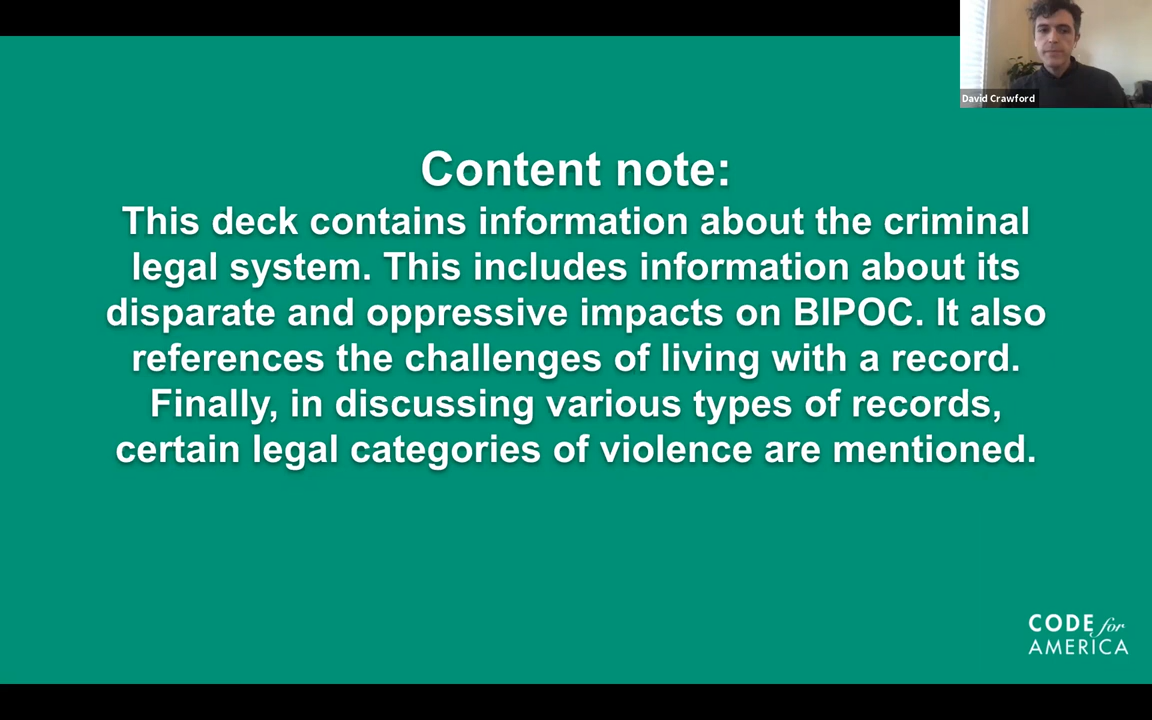 David Crawford
Content note:
This deck contains information about the criminal
legal system. This includes information about its
disparate and oppressive impacts on BIPOC. It also
references the challenges of living with a record.
Finally, in discussing various types of records,
certain legal categories of violence are mentioned.
CODE for
AMERICA